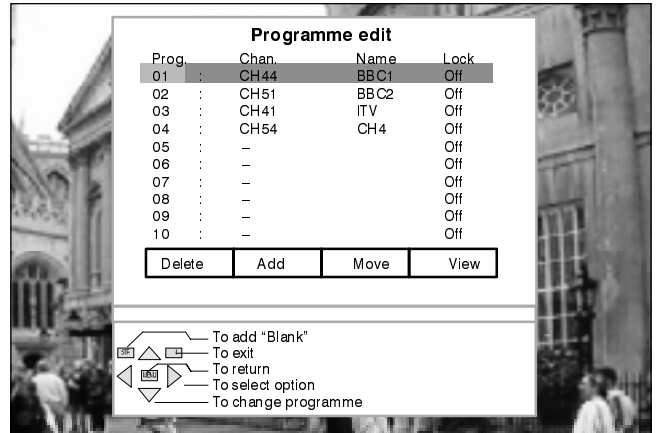 Programme edit
Prog. Chan. Name Lock
01 : CH44 BBC1 Off
02 : CH51 BBC2 Off
03 : CH41 ITV Off
04 : CH54 CH4 Off
05 : – Off
06 : – Off
07 : – Off
08 : – Off
09 : – Off
10 : – Off
Delete Add Move View
To add “Blank”
To exit
To return
To select option
To change programme